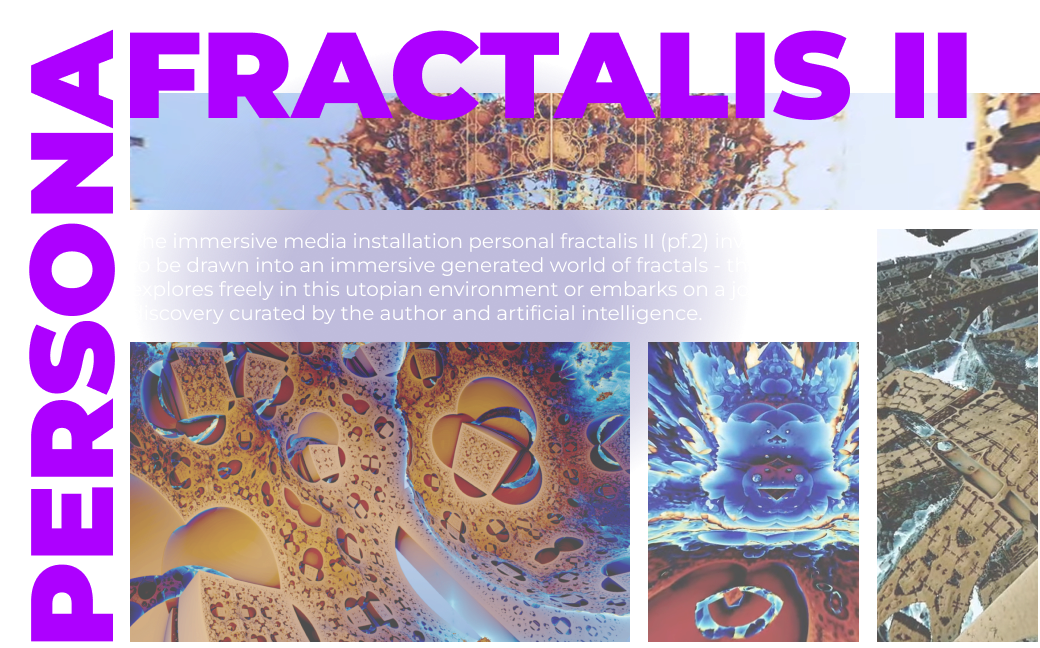 PERSONA
FRACTALIS II
he immersive media installation personal fractalis II (pf.2) inv
o be drawn into an immersive generated world of fractals - th
xplores freely in this utopian environment or embarks on a jo
iscovery curated by the author and artificial intelligence.